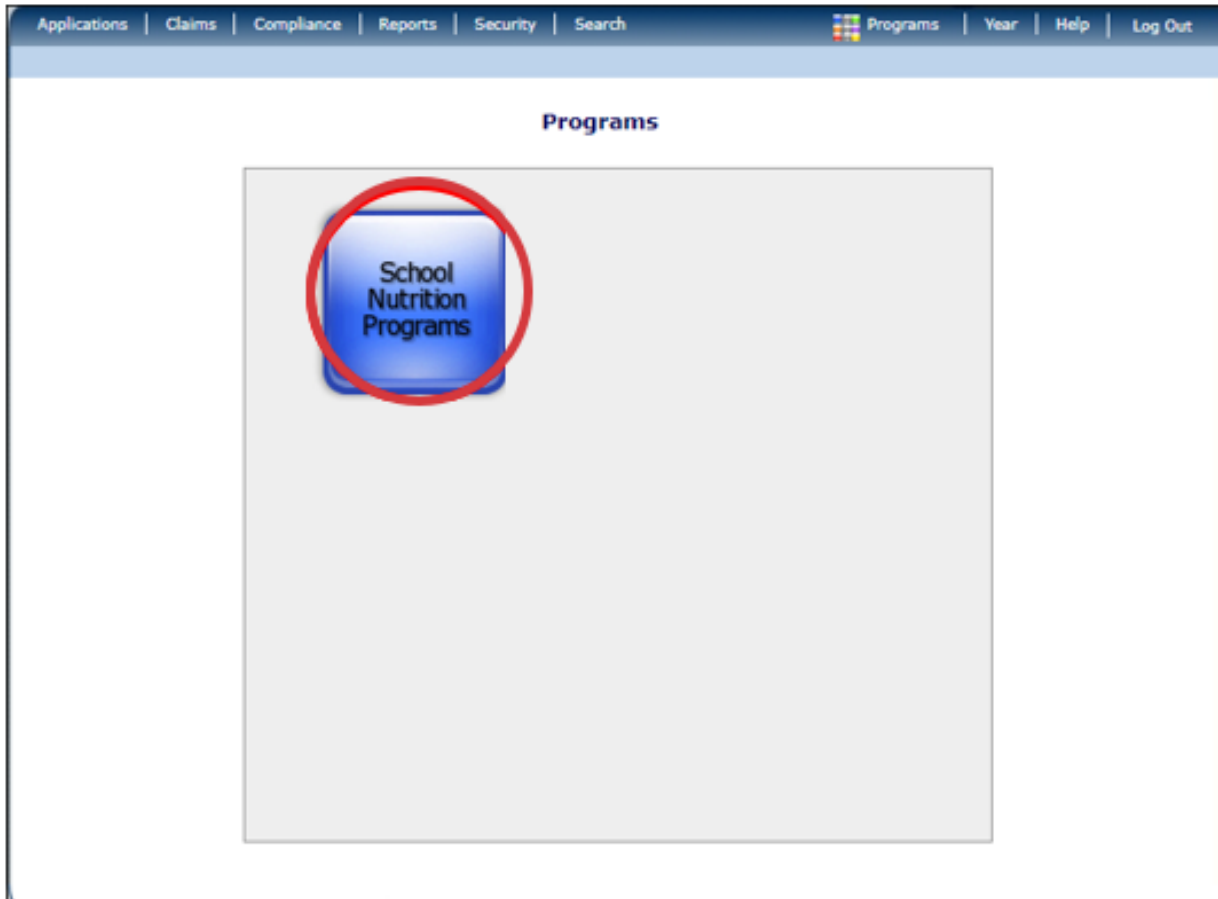 Applications | Claims | Compliance | Reports | Security | Search Programs | Year | Help | Log Out
Programs
School
Nutrition
Programs